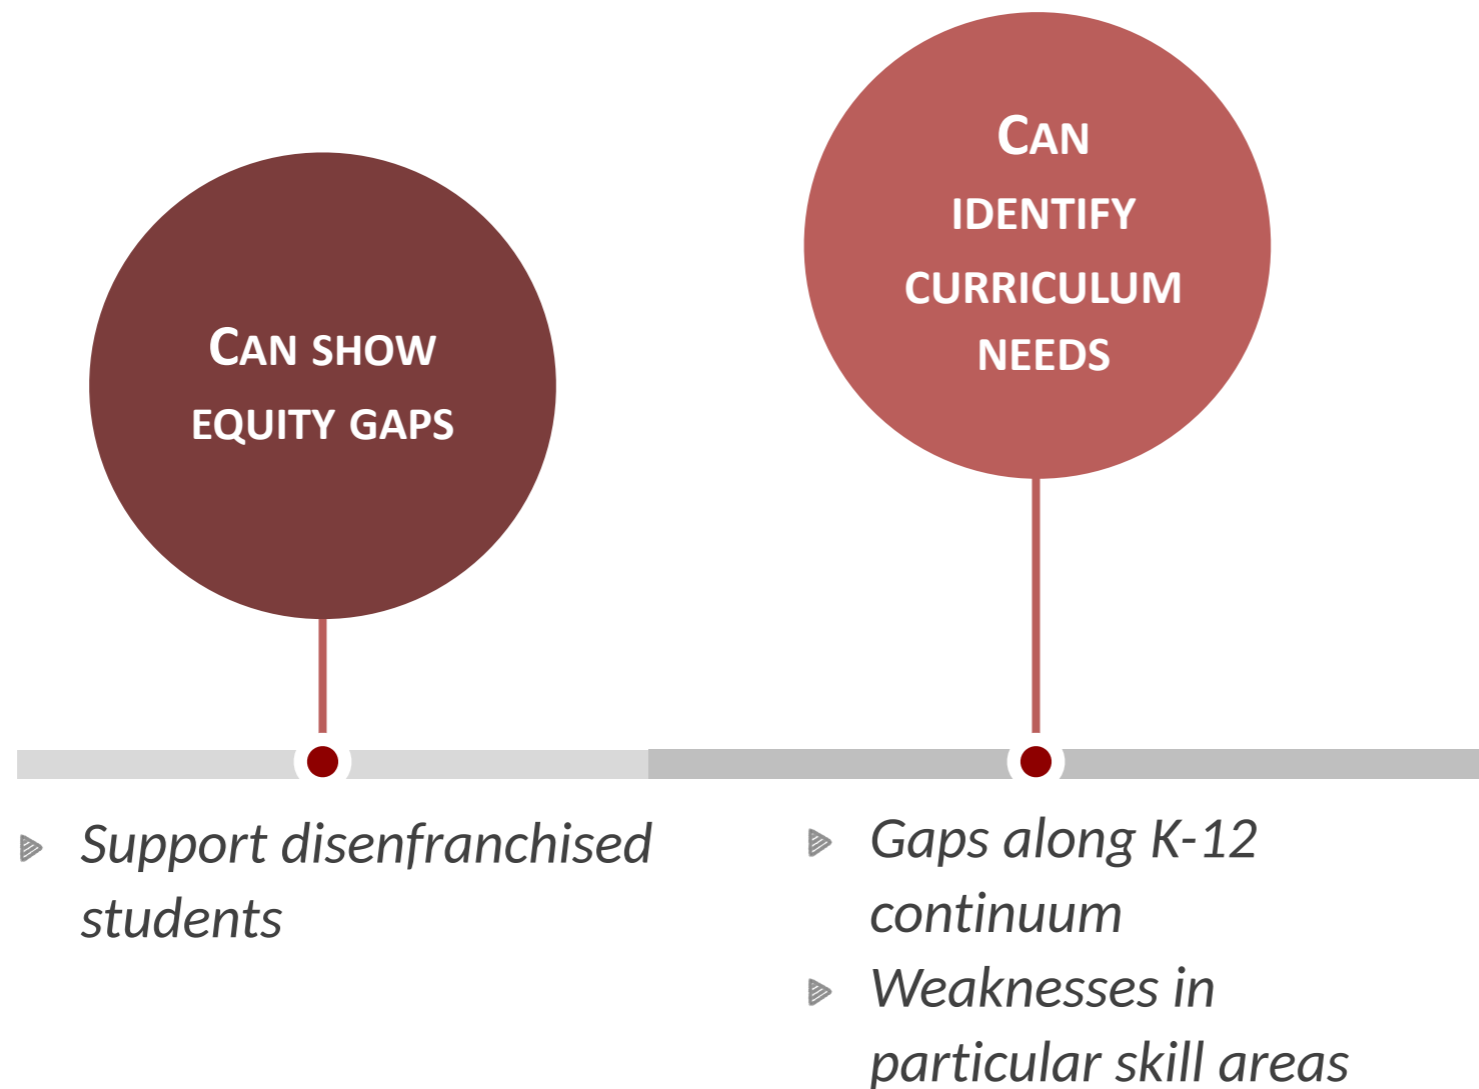 Can show
equity gaps
Can
identify
curriculum
needs
Support disenfranchised
students
Gaps along K-12
continuum
Weaknesses in
particular skill areas